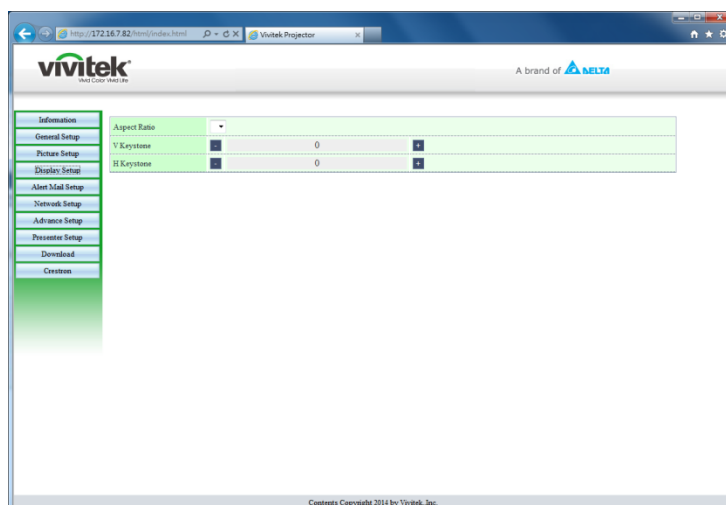 http://172.16.7.82/html/index.html
Vivitek Projector
vivitek
Vivid Color Vivid Life
A brand of DELTA
Information
General Setup
Picture Setup
Display Setup
Alert Mail Setup
Network Setup
Advance Setup
Presenter Setup
Download
Crestron
Aspect Ratio
V Keystone - 0 +
H Keystone - 0 +
Contents Copyright 2014 by Vivitek, Inc.